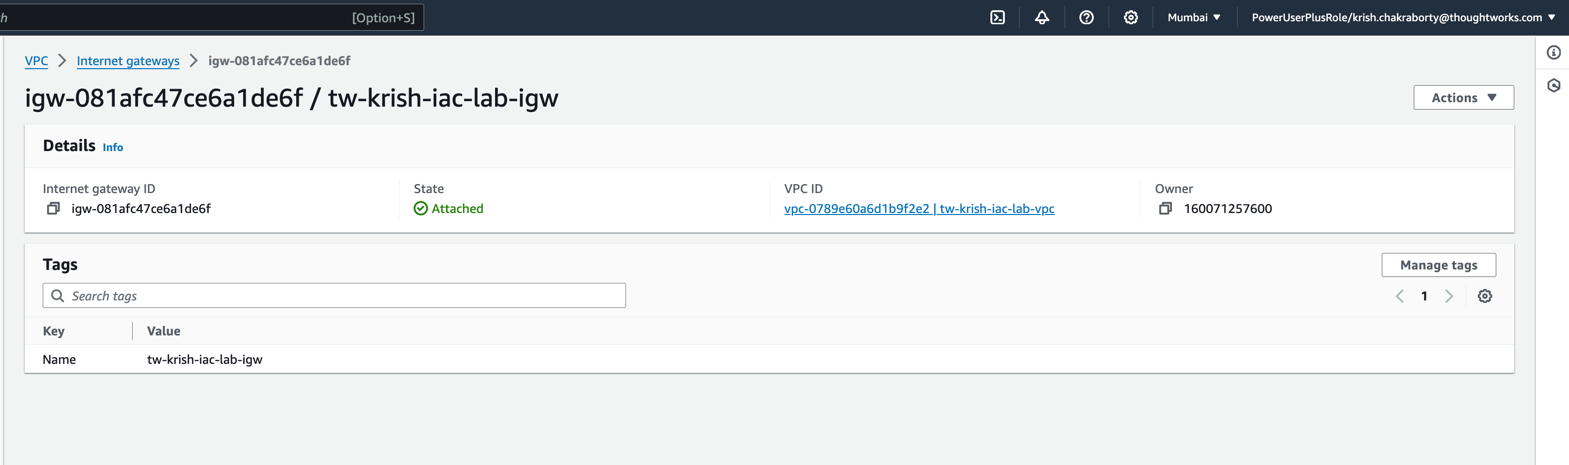 h [Option+S] Mumbai ▼ PowerUserPlusRole/krish.chakraborty@thoughtworks.com ▼
VPC > Internet gateways > igw-081afc47ce6a1de6f
igw-081afc47ce6a1de6f / tw-krish-iac-lab-igw
Actions ▼
Details Info
Internet gateway ID
igw-081afc47ce6a1de6f
State
Attached
VPC ID
vpc-0789e60a6d1b9f2e2 | tw-krish-iac-lab-vpc
Owner
160071257600
Tags
Manage tags
Search tags
< 1 >
Key Value
Name tw-krish-iac-lab-igw